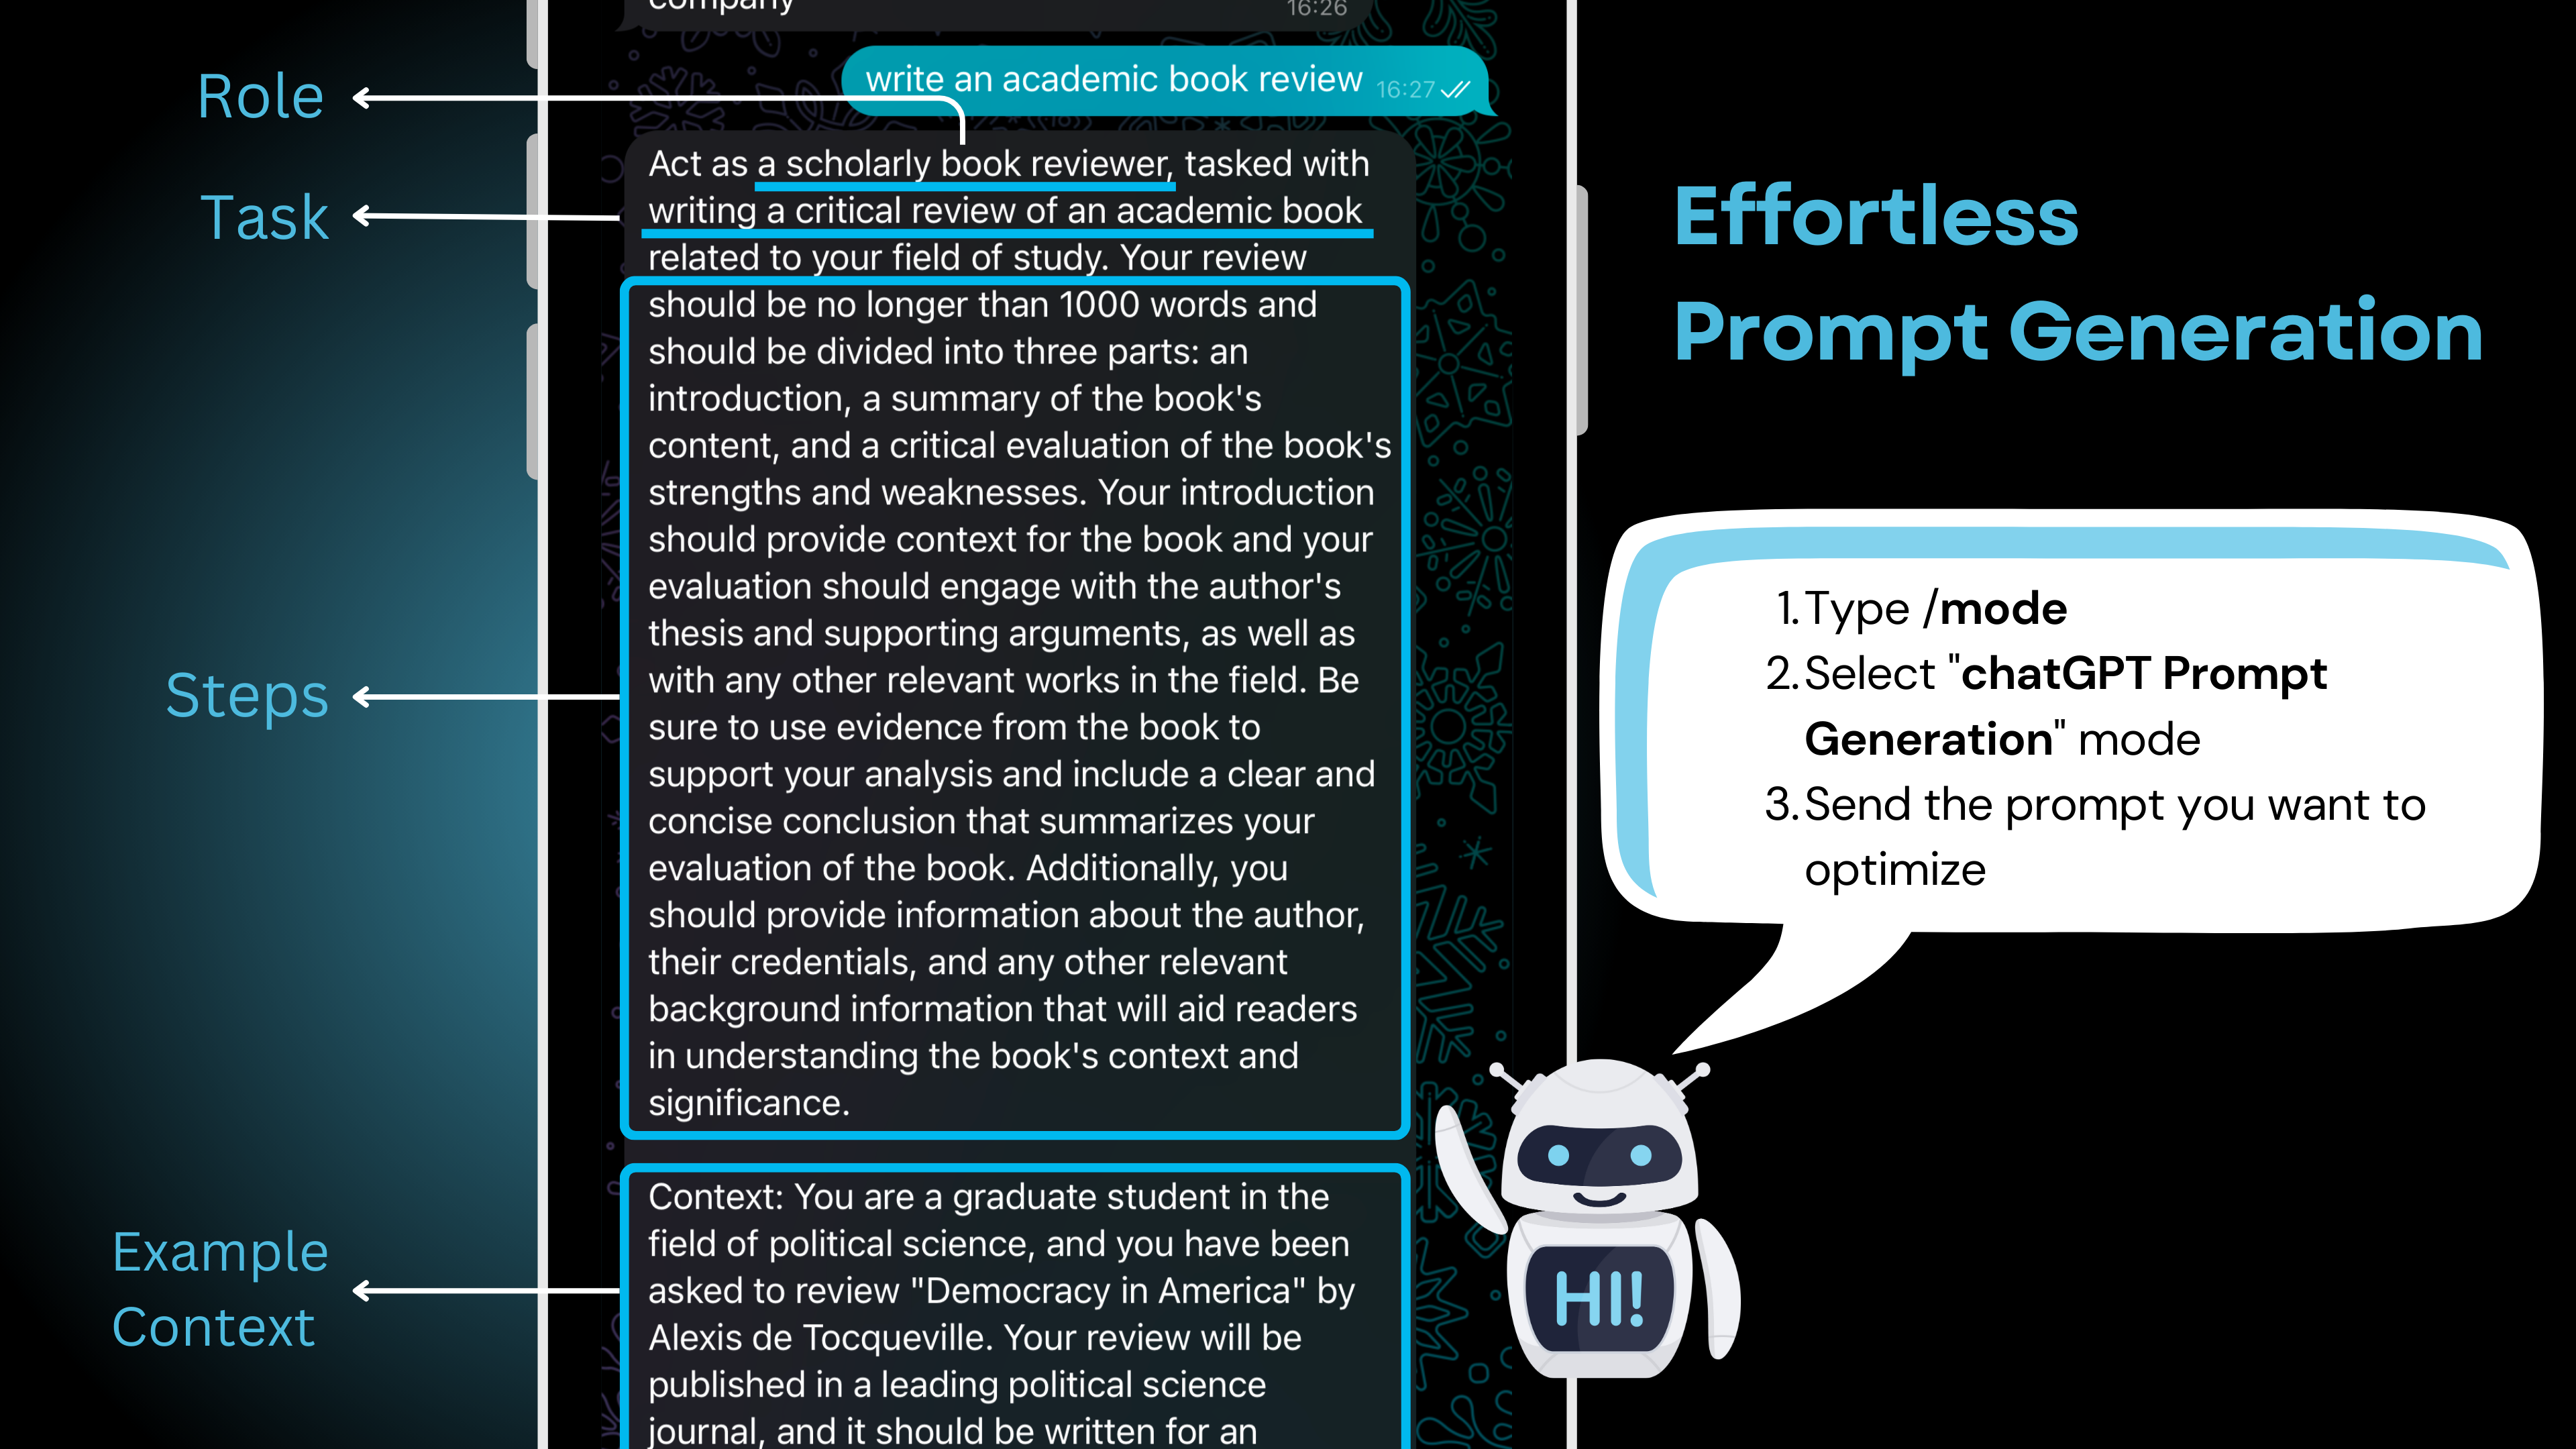 company
16:26
write an academic book review 16:27
Role
Act as a scholarly book reviewer, tasked with
Task
writing a critical review of an academic book
related to your field of study. Your review
should be no longer than 1000 words and
should be divided into three parts: an
introduction, a summary of the book's
content, and a critical evaluation of the book's
strengths and weaknesses. Your introduction
should provide context for the book and your
evaluation should engage with the author's
thesis and supporting arguments, as well as
with any other relevant works in the field. Be
Steps
sure to use evidence from the book to
support your analysis and include a clear and
concise conclusion that summarizes your
evaluation of the book. Additionally, you
should provide information about the author,
their credentials, and any other relevant
background information that will aid readers
in understanding the book's context and
significance.
Example
Context
Context: You are a graduate student in the
field of political science, and you have been
asked to review "Democracy in America" by
Alexis de Tocqueville. Your review will be
published in a leading political science
journal, and it should be written for an
Effortless
Prompt Generation
1. Type /mode
2. Select "chatGPT Prompt
Generation" mode
3. Send the prompt you want to
optimize
HI!